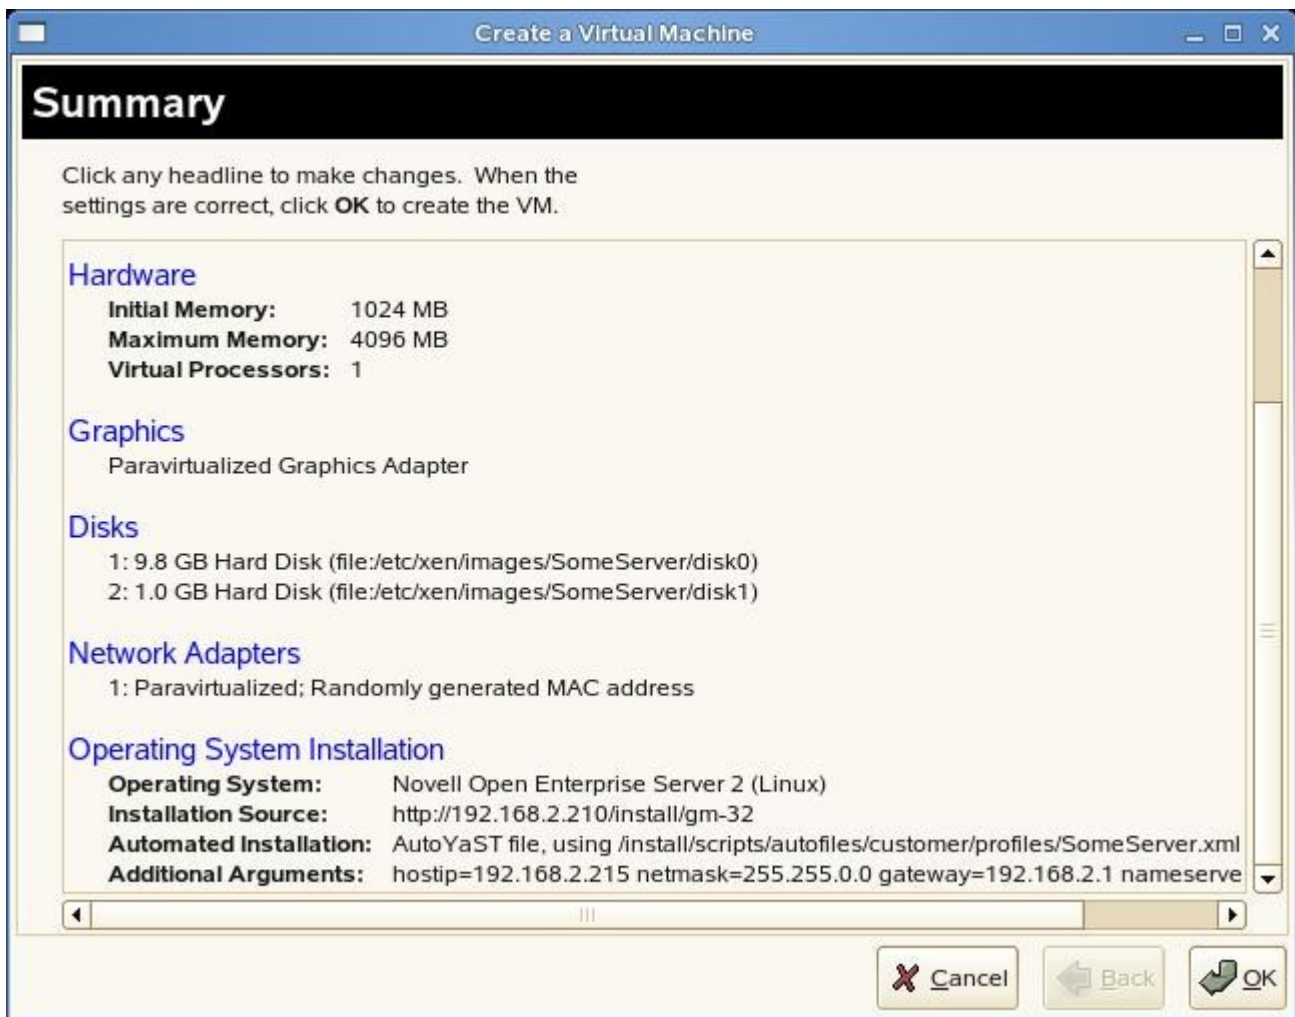 Create a Virtual Machine
Summary
Click any headline to make changes. When the
settings are correct, click OK to create the VM.
Hardware
Initial Memory: 1024 MB
Maximum Memory: 4096 MB
Virtual Processors: 1
Graphics
Paravirtualized Graphics Adapter
Disks
1: 9.8 GB Hard Disk (file:/etc/xen/images/SomeServer/disk0)
2: 1.0 GB Hard Disk (file:/etc/xen/images/SomeServer/disk1)
Network Adapters
1: Paravirtualized; Randomly generated MAC address
Operating System Installation
Operating System: Novell Open Enterprise Server 2 (Linux)
Installation Source: http://192.168.2.210/install/gm-32
Automated Installation: AutoYaST file, using /install/scripts/autofiles/customer/profiles/SomeServer.xml
Additional Arguments: hostip=192.168.2.215 netmask=255.255.0.0 gateway=192.168.2.1 nameserve
Cancel Back OK